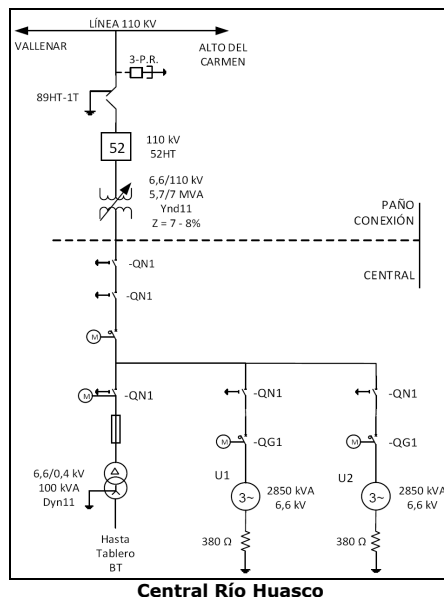 LÍNEA 110 KV
VALLENAR
ALTO DEL
CARMEN
3-P.R.
89HT-1T
52
110 kV
52HT
6,6/110 kV
5,7/7 MVA
Ynd11
Z = 7 - 8%
PAÑO
CONEXIÓN
CENTRAL
-QN1
-QN1
M
M
-QN1
-QN1
-QN1
M
-QG1
M
-QG1
6,6/0,4 kV
100 kVA
Dyn11
U1
3~
2850 kVA
6,6 kV
U2
3~
2850 kVA
6,6 kV
380 Ω
380 Ω
Hasta
Tablero
BT
Central Río Huasco